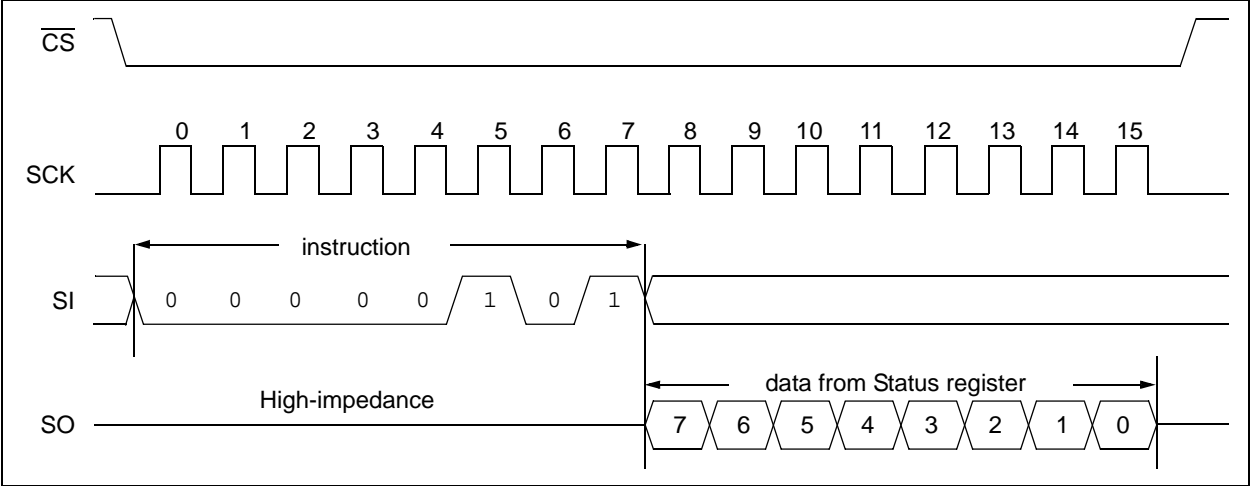 CS
0 1 2 3 4 5 6 7 8 9 10 11 12 13 14 15
SCK
instruction
SI 0 0 0 0 0 1 0 1
data from Status register
High-impedance
SO 7 6 5 4 3 2 1 0